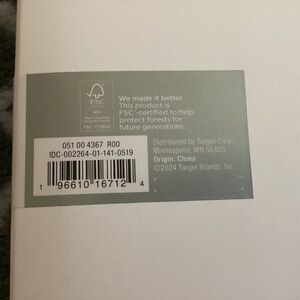 FSC
We made it better.
This product is
FSC®-certified to help
protect forests for
future generations.
051 00 4367 R00
IDC-002264-01-141-0519
1 96610 16712 4
Distributed by Target Corp.
Minneapolis, MN 55403
Origin: China
©2024 Target Brands, Inc.